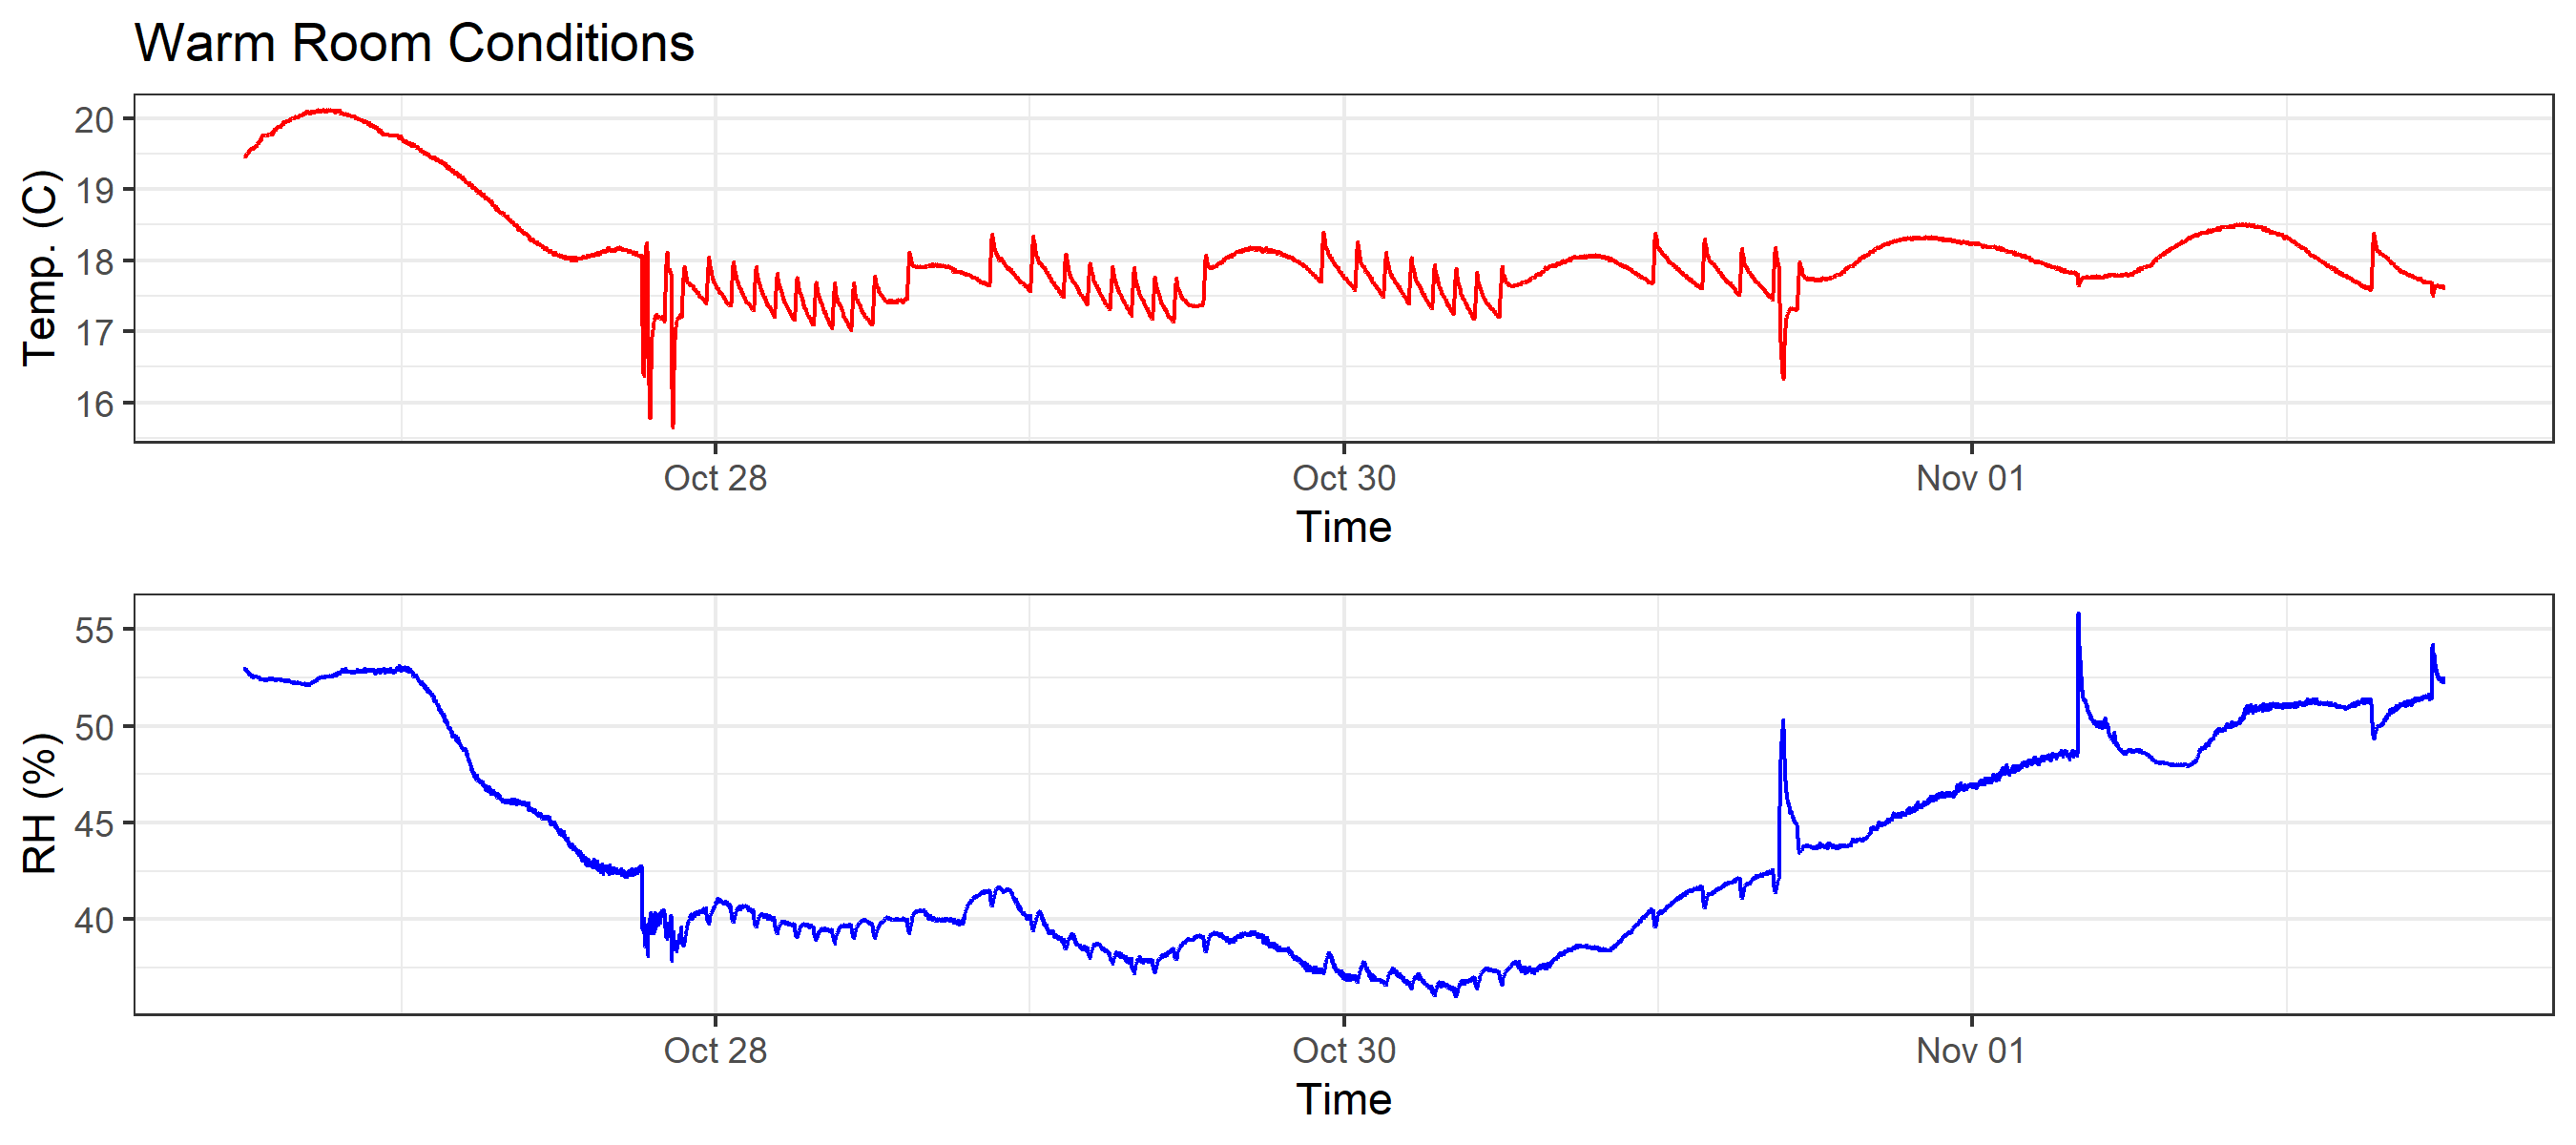 Warm Room Conditions
Temp. (C)
20
19
18
17
16
Oct 28 Oct 30 Nov 01
Time
RH (%)
55
50
45
40
Oct 28 Oct 30 Nov 01
Time